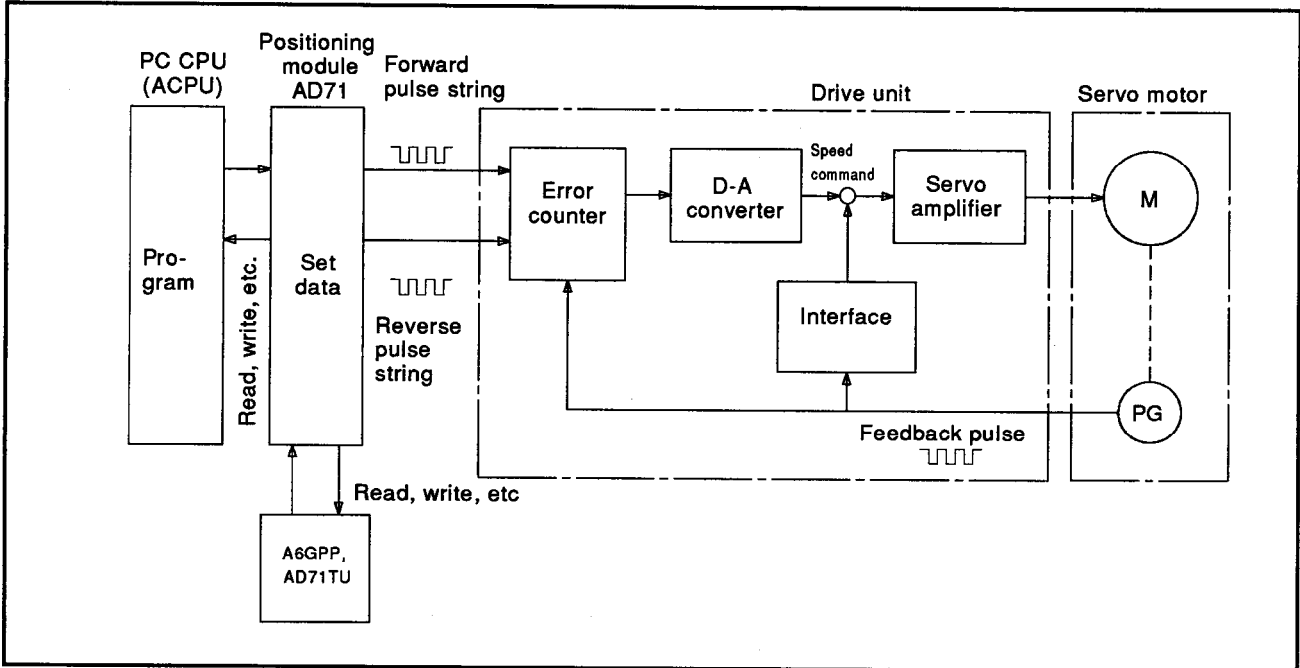 PC CPU
(ACPU)
Positioning
module
AD71
Forward
pulse string
Drive unit
Servo motor
Pro-
gram
Read, write, etc.
Set
data
Reverse
pulse
string
Error
counter
D-A
converter
Speed
command
Servo
amplifier
M
Interface
PG
Feedback pulse
Read, write, etc
A6GPP,
AD71TU